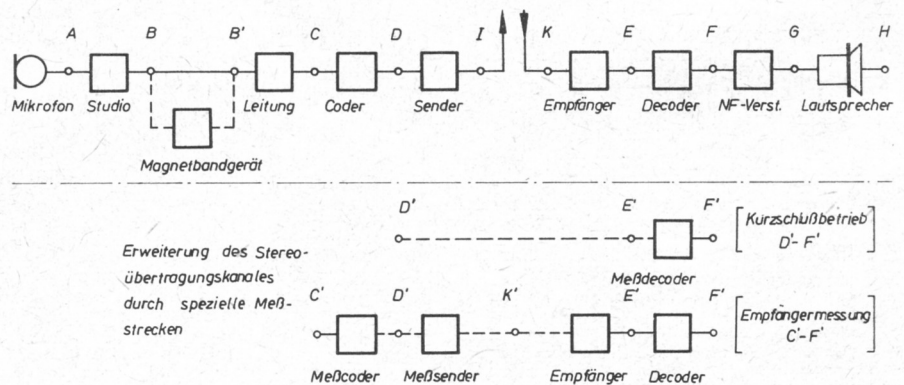 A B B' C D I K E F G H
Mikrofon Studio Leitung Coder Sender Empfänger Decoder NF-Verst. Lautsprecher
Magnetbandgerät
D' E' F'
[Kurzschlußbetrieb
D'- F']
Meßdecoder
Erweiterung des Stereo-
übertragungskanales
durch spezielle Meß-
strecken
C' D' K' E' F'
[Empfängermessung
C'-F']
Meßcoder Meßsender Empfänger Decoder